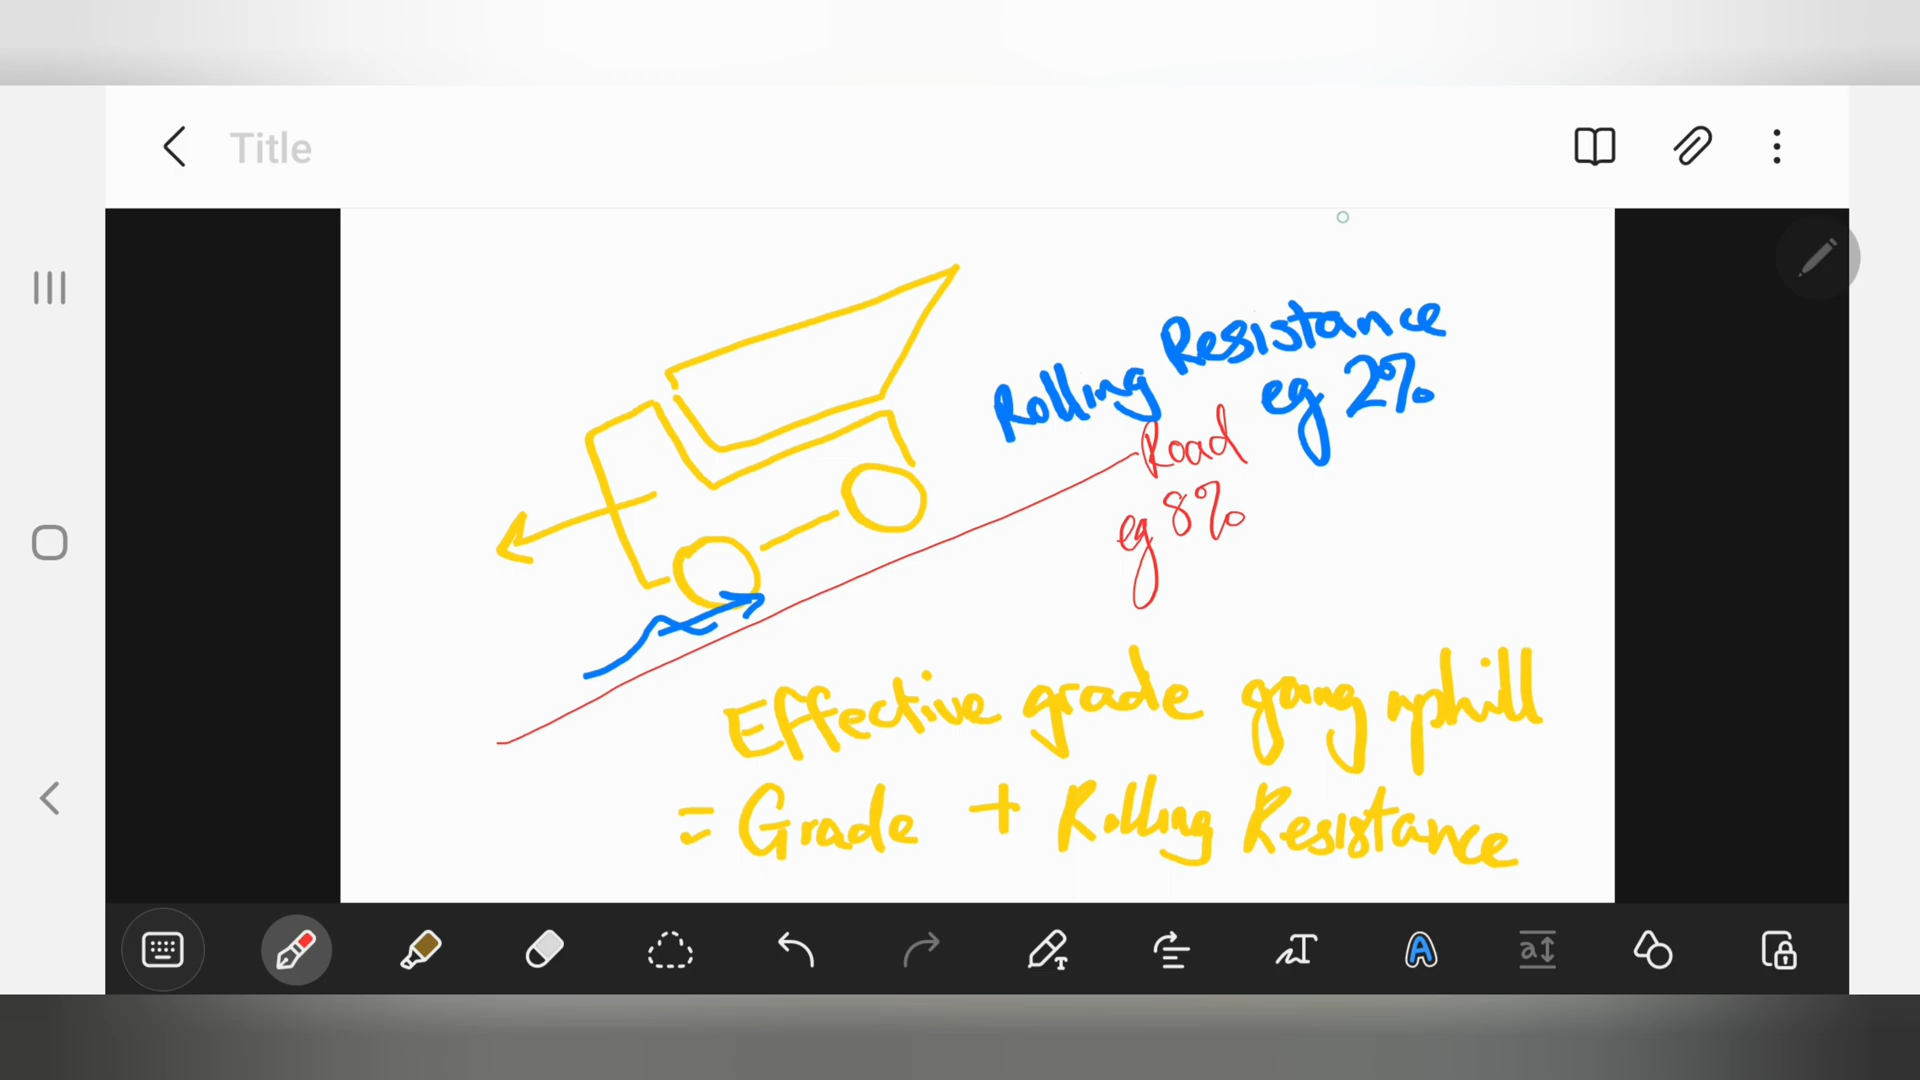 Title
Rolling Resistance
eg 2%
Road
eg 8%
Effective grade going uphill
= Grade + Rolling Resistance
T
T
A
a